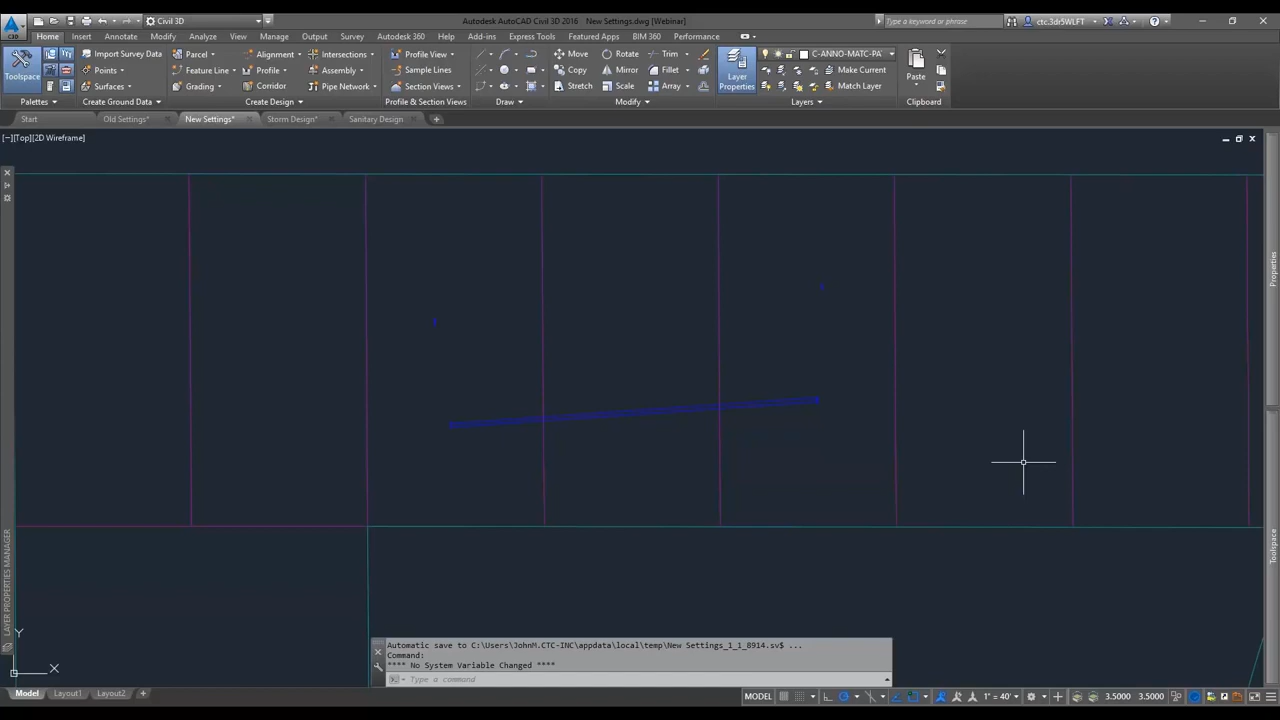 C3D Civil 3D Autodesk AutoCAD Civil 3D 2016 New Settings.dwg [Webinar] Type a keyword or phrase ctc.3dr5WLFT
Home Insert Annotate Modify Analyze View Manage Output Survey Autodesk 360 Help Add-ins Featured Apps BIM 360 Performance
Import Survey Data Parcel Alignment Intersections Profile View Move Rotate Trim C-ANNO-MATC-PA
Toolspace Points Feature Line Profile Assembly Sample Lines Copy Mirror Fillet Layer Properties Make Current Paste
Surfaces Grading Corridor Pipe Network Section Views Stretch Scale Array Match Layer
Palettes Create Ground Data Create Design Profile & Section Views Draw Modify Layers Clipboard
Start Old Settings* New Settings* Storm Design* Sanitary Design
[−][Top][2D Wireframe]
Properties
Toolspace
LAYER PROPERTIES MANAGER
Y
X
Automatic save to C:\Users\JohnM.CTC-INC\appdata\local\temp\New Settings_1_1_8914.sv$ ...
Command:
**** No System Variable Changed ****
Type a command
Model Layout1 Layout2 MODEL 1" = 40' 3.5000 3.5000